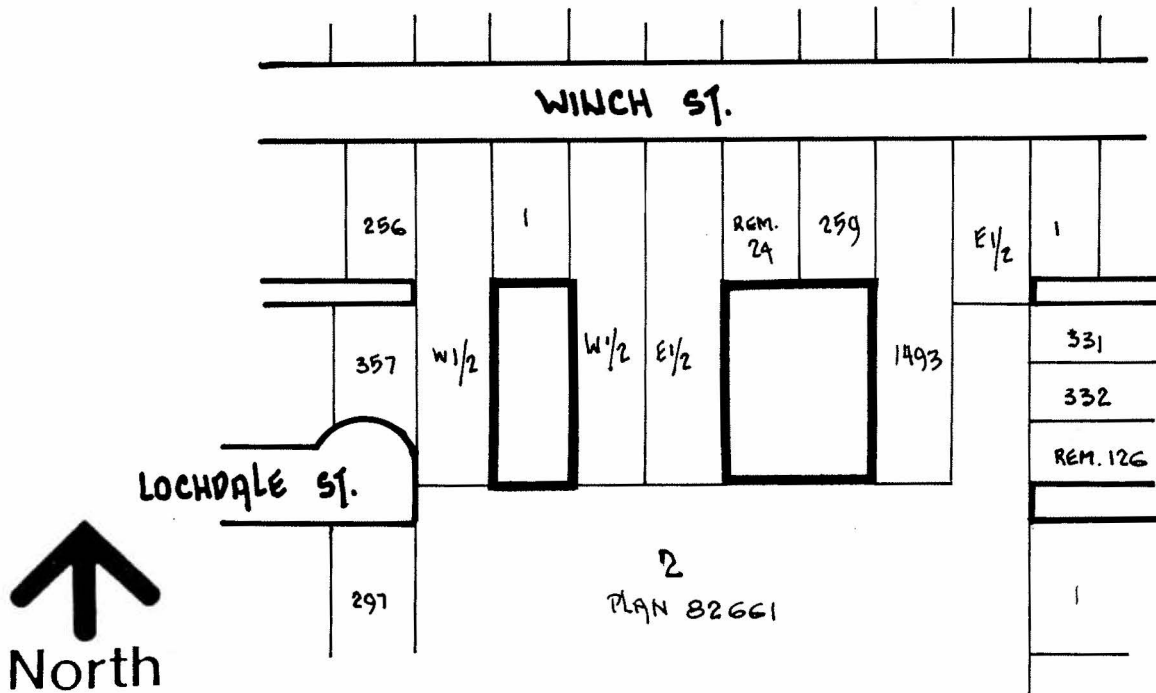 WINCH ST.
256
1
REM.
24
259
E1/2
1
357
W1/2
W1/2
E1/2
1493
331
332
REM. 126
LOCHDALE ST.
297
2
PLAN 82661
1
North